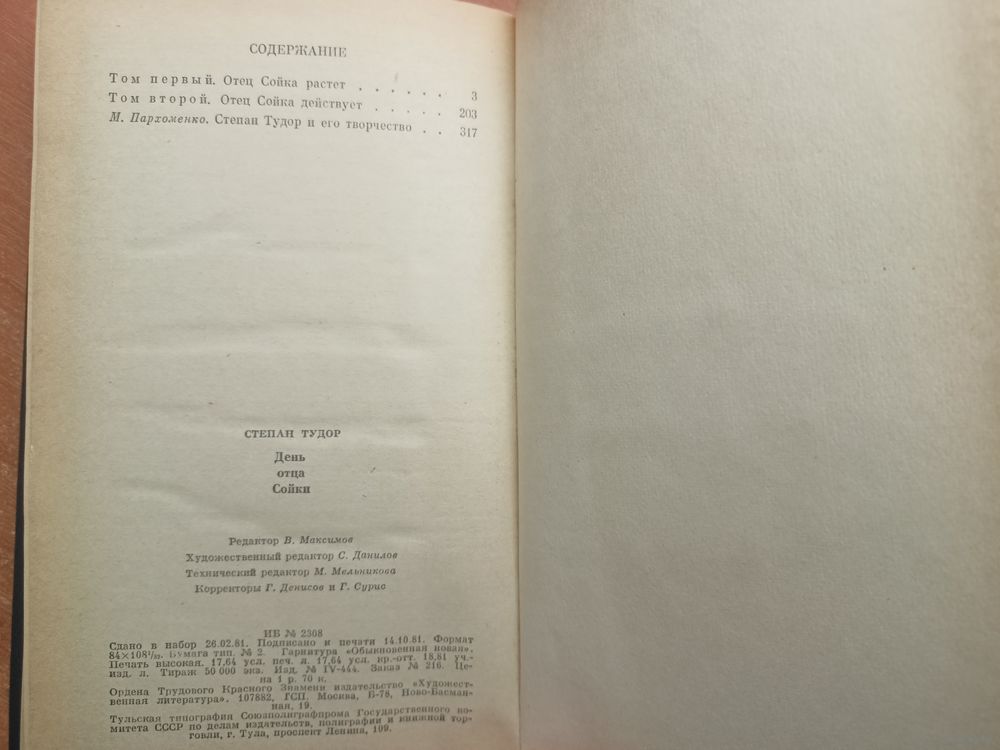 СОДЕРЖАНИЕ
Том первый. Отец Сойка растет . . . . . . 3
Том второй. Отец Сойка действует . . . . . 203
М. Пархоменко. Степан Тудор и его творчество . . 317
СТЕПАН ТУДОР
День
отца
Сойки
Редактор В. Максимов
Художественный редактор С. Данилов
Технический редактор М. Мельникова
Корректоры Г. Денисов и Г. Сурис
ИБ № 2308
Сдано в набор 26.02.81. Подписано к печати 14.10.81. Формат
84×108¹/₃₂. Бумага тип. № 2. Гарнитура «Обыкновенная новая».
Печать высокая. 17,64 усл. печ. л. 17,64 усл. кр.-отт. 18,81 уч.-
изд. л. Тираж 50 000 экз. Изд. № IV-444. Заказ № 216. Це-
на 1 р. 70 к.
Ордена Трудового Красного Знамени издательство «Художест-
венная литература». 107882, ГСП, Москва, Б-78, Ново-Басман-
ная, 19.
Тульская типография Союзполиграфпрома Государственного ко-
митета СССР по делам издательств, полиграфии и книжной тор-
говли, г. Тула, проспект Ленина, 109.